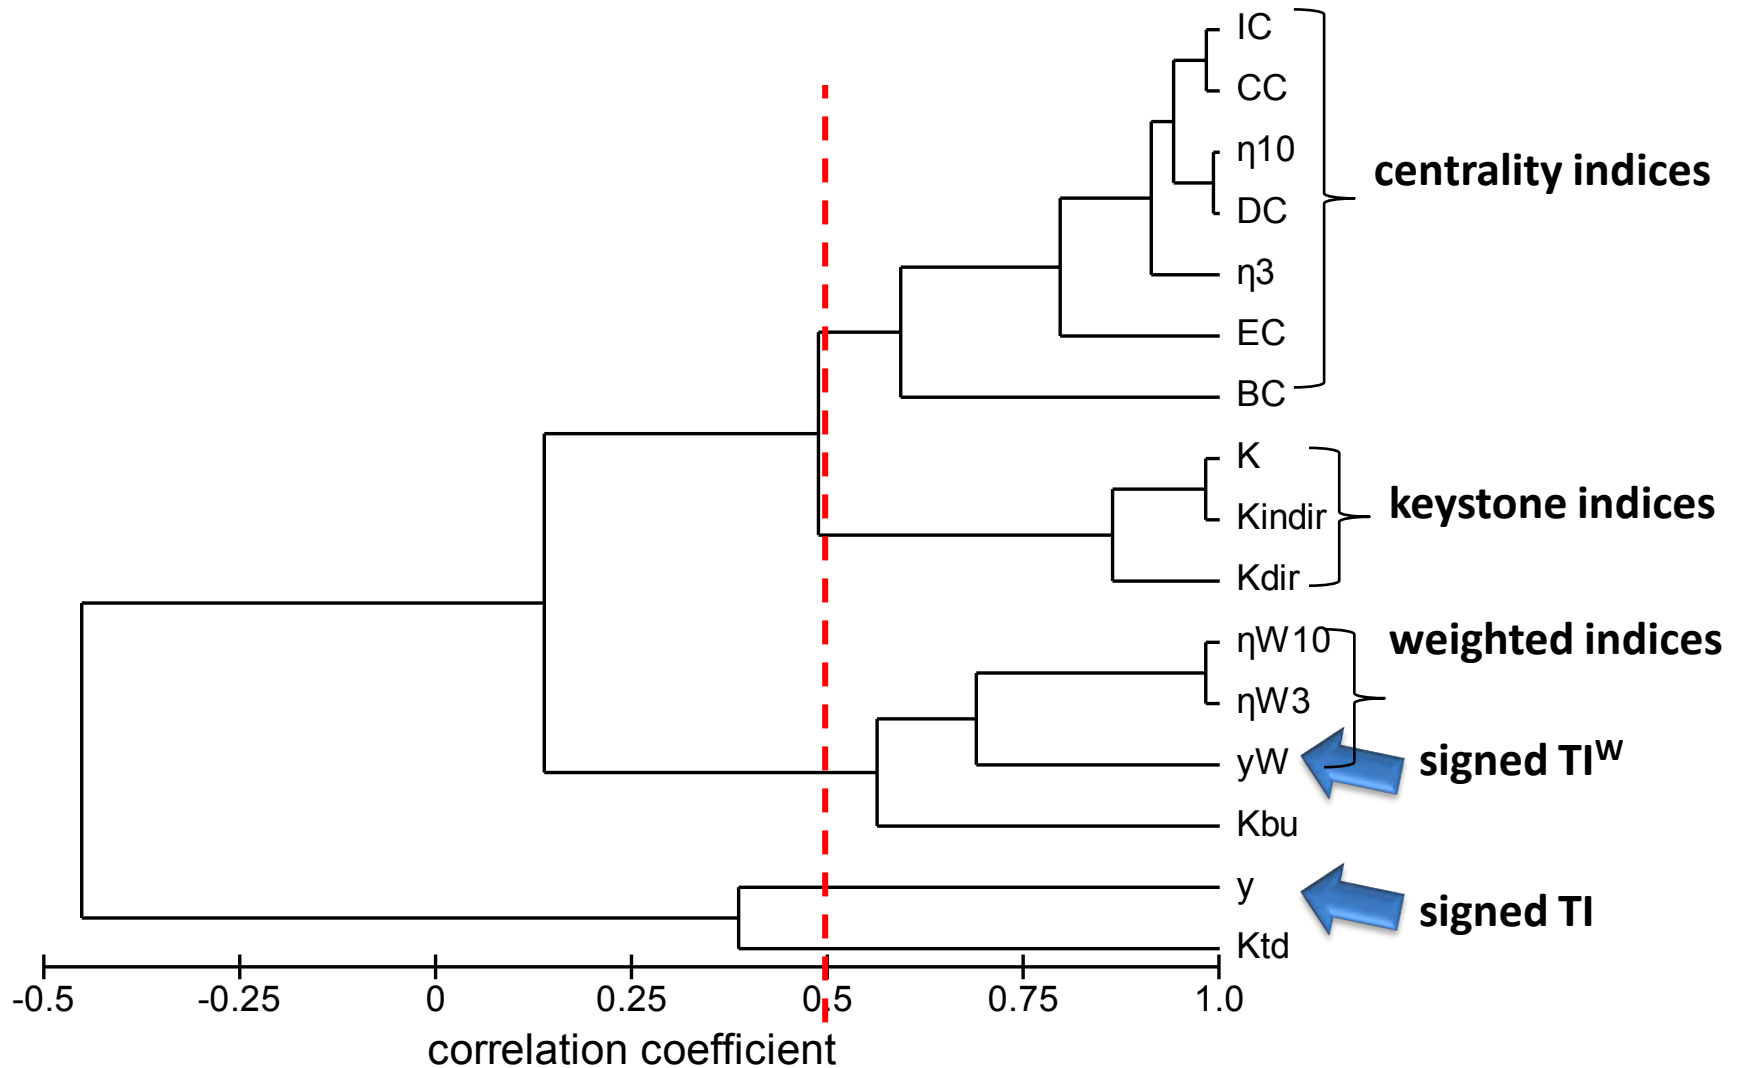 IC
CC
η10
centrality indices
DC
η3
EC
BC
K
keystone indices
Kindir
Kdir
ηW10
weighted indices
ηW3
yW
signed TIᵂ
Kbu
y
signed TI
Ktd
-0.5 -0.25 0 0.25 0.5 0.75 1.0
correlation coefficient